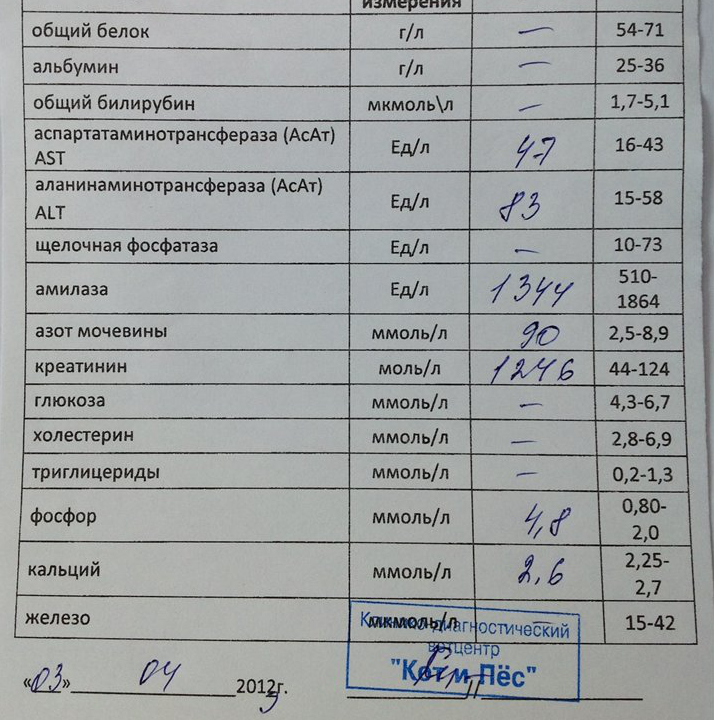 измерения
общий белок г/л — 54-71
альбумин г/л — 25-36
общий билирубин мкмоль\л — 1,7-5,1
аспартатаминотрансфераза (АсАт)
AST Ед/л 47 16-43
аланинаминотрансфераза (АсАт)
ALT Ед/л 83 15-58
щелочная фосфатаза Ед/л — 10-73
амилаза Ед/л 1344 510-
1864
азот мочевины ммоль/л 90 2,5-8,9
креатинин моль/л 1246 44-124
глюкоза ммоль/л — 4,3-6,7
холестерин ммоль/л — 2,8-6,9
триглицериды ммоль/л — 0,2-1,3
фосфор ммоль/л 4,8 0,80-
2,0
кальций ммоль/л 2,6 2,25-
2,7
железо мкмоль/л — 15-42
Клинико-диагностический
ветцентр
"Кот и Пёс"
«03» 04 2013г.